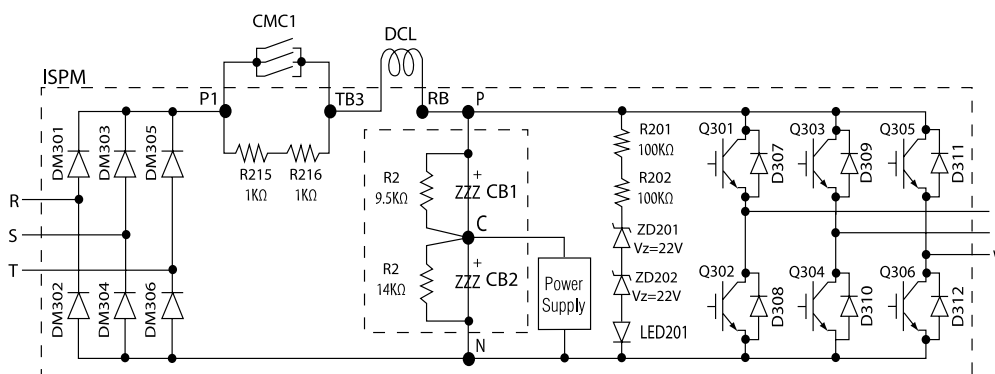 CMC1
DCL
ISPM
P1
TB3
RB
P
DM301
DM303
DM305
R215
1KΩ
R216
1KΩ
R
S
T
DM302
DM304
DM306
R2
9.5KΩ
+
ZZZ
CB1
C
R2
14KΩ
+
ZZZ
CB2
N
Power
Supply
R201
100KΩ
R202
100KΩ
ZD201
Vz=22V
ZD202
Vz=22V
LED201
Q301
D307
Q303
D309
Q305
D311
Q302
D308
Q304
D310
Q306
D312